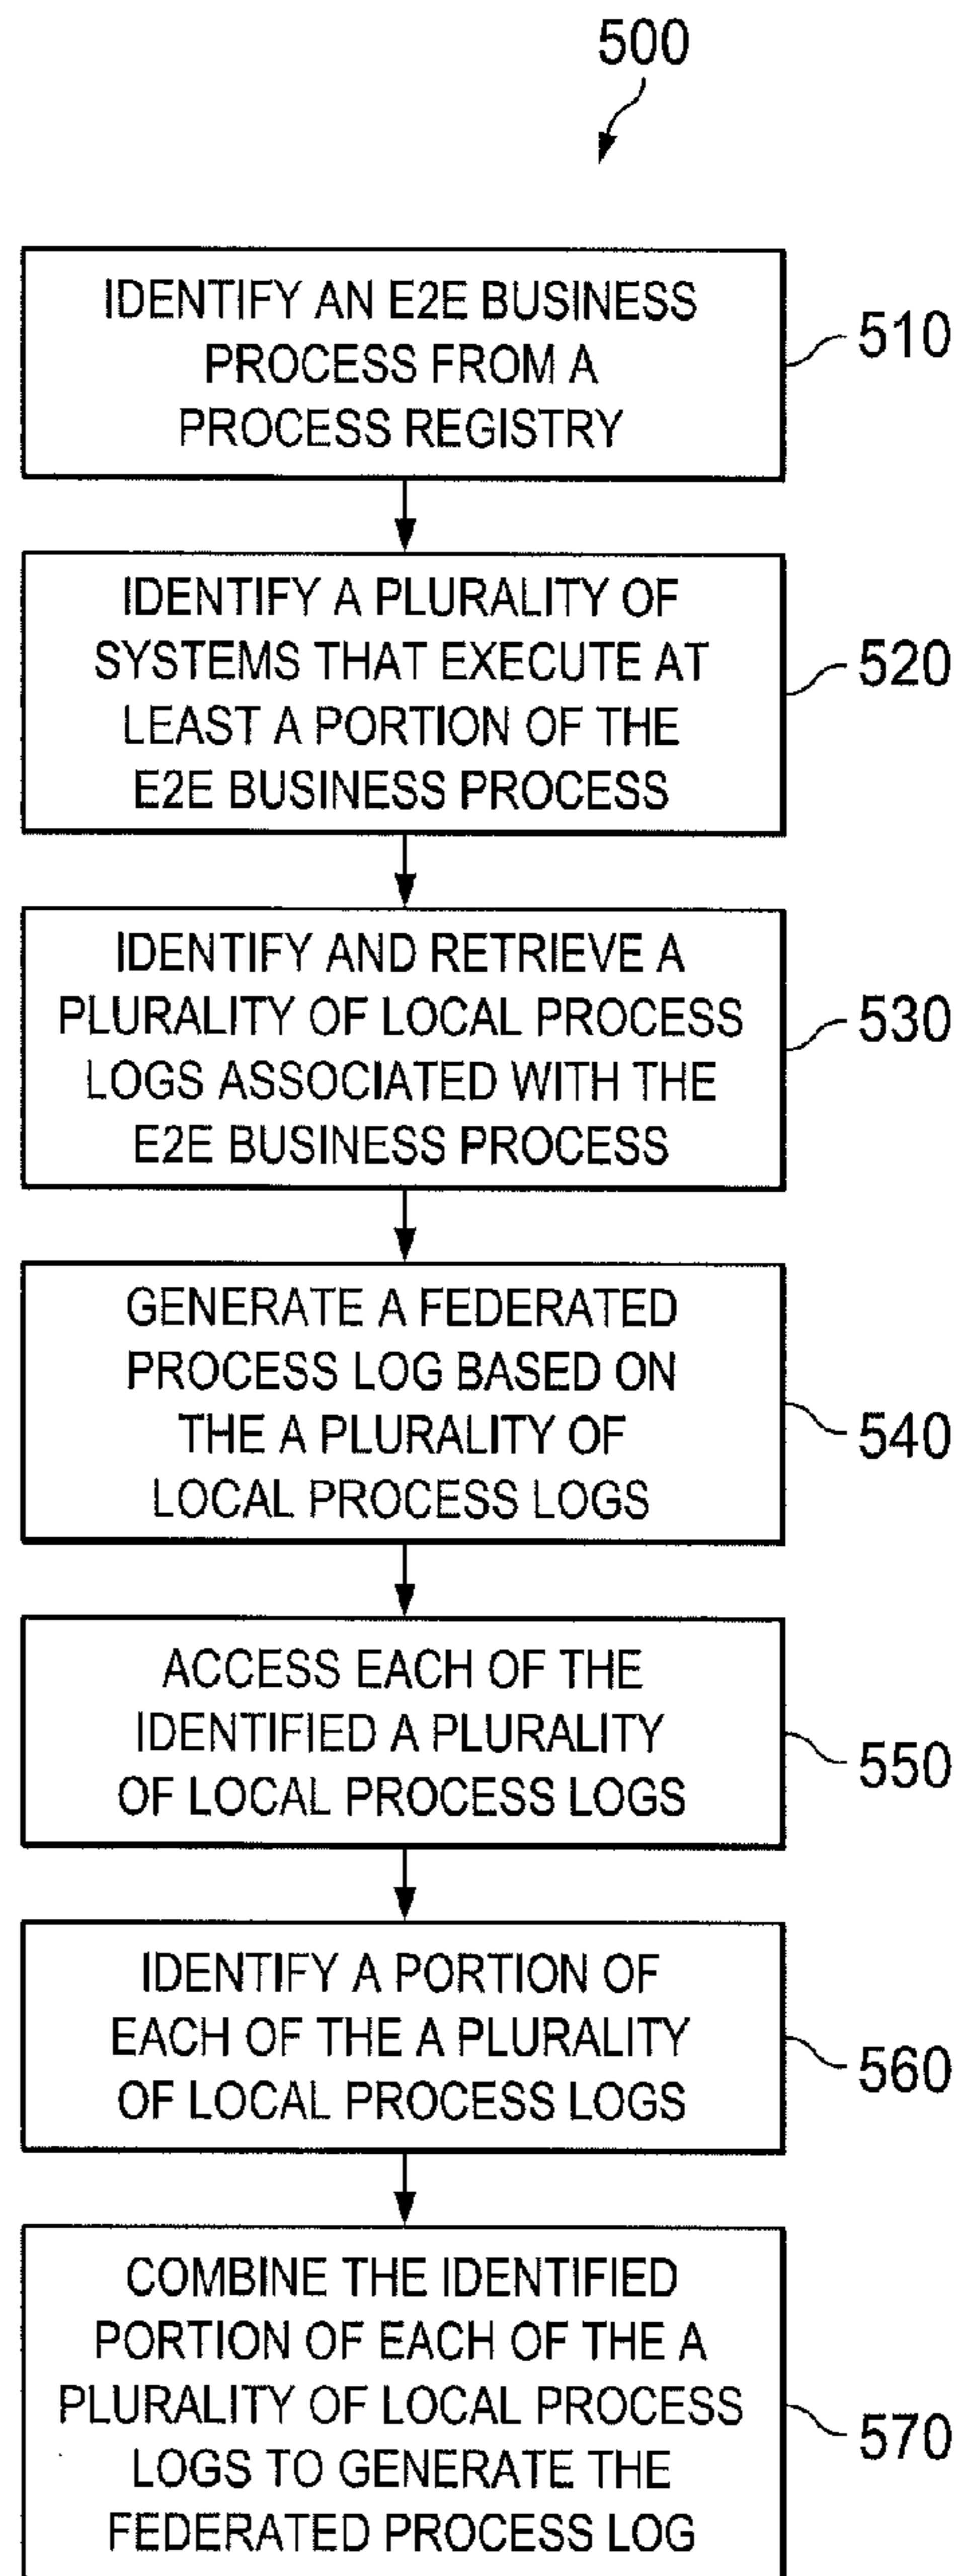 500
IDENTIFY AN E2E BUSINESS
PROCESS FROM A
PROCESS REGISTRY
510
IDENTIFY A PLURALITY OF
SYSTEMS THAT EXECUTE AT
LEAST A PORTION OF THE
E2E BUSINESS PROCESS
520
IDENTIFY AND RETRIEVE A
PLURALITY OF LOCAL PROCESS
LOGS ASSOCIATED WITH THE
E2E BUSINESS PROCESS
530
GENERATE A FEDERATED
PROCESS LOG BASED ON
THE A PLURALITY OF
LOCAL PROCESS LOGS
540
ACCESS EACH OF THE
IDENTIFIED A PLURALITY
OF LOCAL PROCESS LOGS
550
IDENTIFY A PORTION OF
EACH OF THE A PLURALITY
OF LOCAL PROCESS LOGS
560
COMBINE THE IDENTIFIED
PORTION OF EACH OF THE A
PLURALITY OF LOCAL PROCESS
LOGS TO GENERATE THE
FEDERATED PROCESS LOG
570